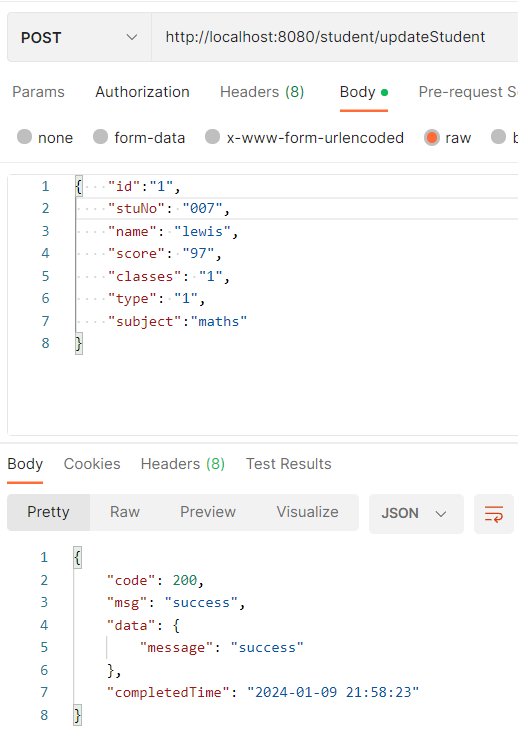 POST http://localhost:8080/student/updateStudent
Params Authorization Headers (8) Body Pre-request S
none form-data x-www-form-urlencoded raw b
1 { "id":"1",
2 "stuNo": "007",
3 "name": "lewis",
4 "score": "97",
5 "classes": "1",
6 "type": "1",
7 "subject":"maths"
8 }
Body Cookies Headers (8) Test Results
Pretty Raw Preview Visualize JSON
1 {
2 "code": 200,
3 "msg": "success",
4 "data": {
5 "message": "success"
6 },
7 "completedTime": "2024-01-09 21:58:23"
8 }